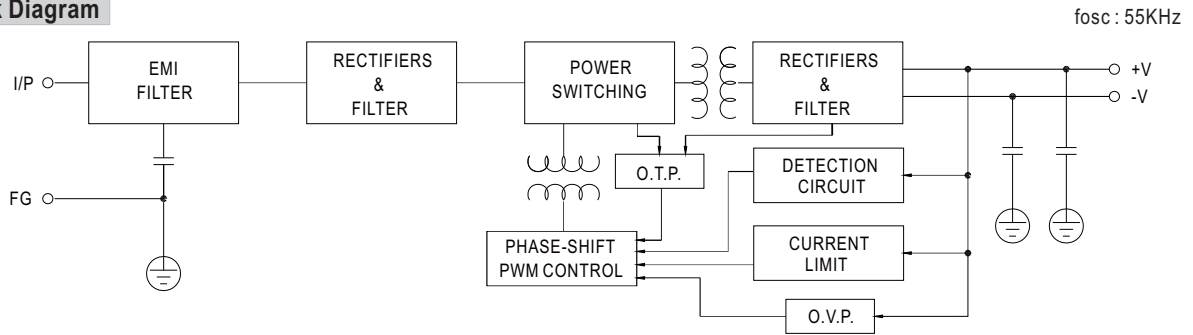 Diagram
fosc : 55KHz
I/P
EMI
FILTER
RECTIFIERS
&
FILTER
POWER
SWITCHING
RECTIFIERS
&
FILTER
+V
-V
O.T.P.
DETECTION
CIRCUIT
FG
PHASE-SHIFT
PWM CONTROL
CURRENT
LIMIT
O.V.P.